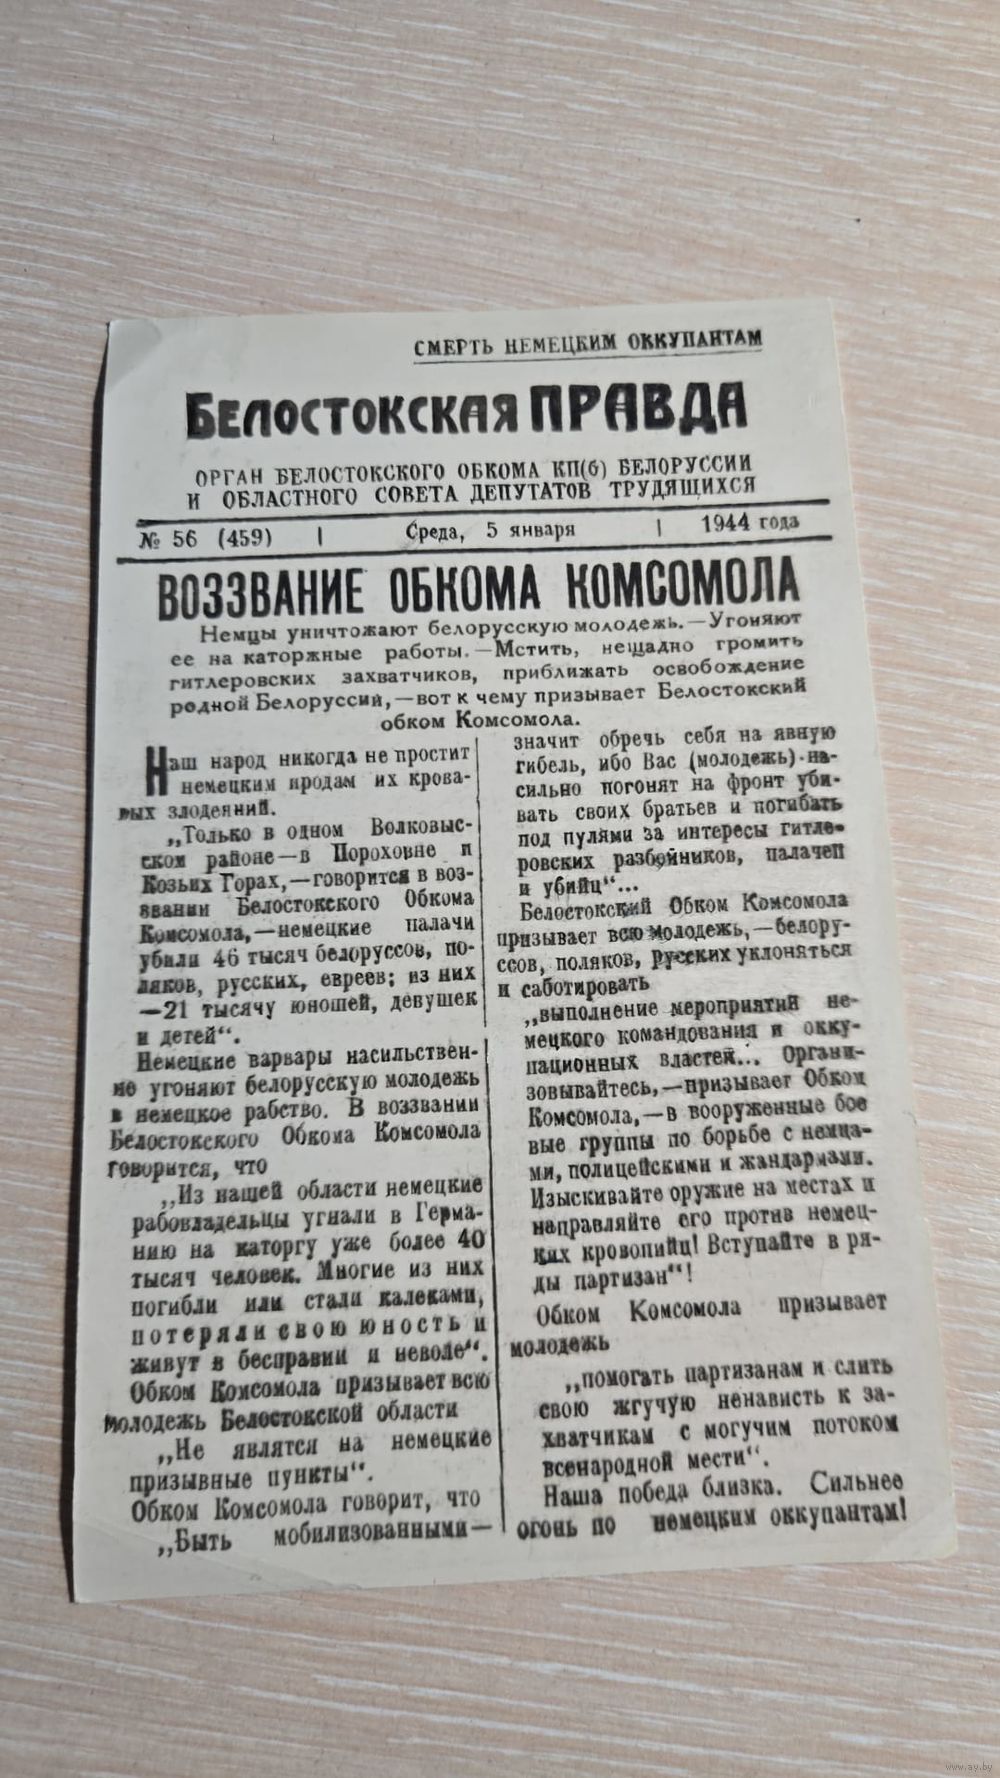 СМЕРТЬ НЕМЕЦКИМ ОККУПАНТАМ
БЕЛОСТОКСКАЯ ПРАВДА
ОРГАН БЕЛОСТОКСКОГО ОБКОМА КП(б) БЕЛОРУССИИ
И ОБЛАСТНОГО СОВЕТА ДЕПУТАТОВ ТРУДЯЩИХСЯ
№ 56 (459) | Среда, 5 января | 1944 года
ВОЗЗВАНИЕ ОБКОМА КОМСОМОЛА
Немцы уничтожают белорусскую молодежь.—Угоняют
ее на каторжные работы.—Мстить, нещадно громить
гитлеровских захватчиков, приближать освобождение
родной Белоруссий,—вот к чему призывает Белостокский
обком Комсомола.
Наш народ никогда не простит
немецким иродам их крова-
вых злодеяний.
„Только в одном Волковыс-
ском районе—в Пороховне и
Козьих Горах,—говорится в воз-
звании Белостокского Обкома
Комсомола,—немецкие палачи
убили 46 тысяч белоруссов, по-
ляков, русских, евреев; из них
—21 тысячу юношей, девушек
и детей“.
Немецкие варвары насильствен-
но угоняют белорусскую молодежь
в немецкое рабство. В воззвании
Белостокского Обкома Комсомола
говорится, что
„Из нашей области немецкие
рабовладельцы угнали в Герма-
нию на каторгу уже более 40
тысяч человек. Многие из них
погибли или стали калеками,
потеряли свою юность и
живут в бесправии и неволе“.
Обком Комсомола призывает всю
молодежь Белостокской области
„Не являтся на немецкие
призывные пункты“.
Обком Комсомола говорит, что
„Быть мобилизованными—
значит обречь себя на явную
гибель, ибо Вас (молодежь) на-
сильно погонят на фронт уби-
вать своих братьев и погибать
под пулями за интересы гитле-
ровских разбойников, палачей
и убийц“...
Белостокский Обком Комсомола
призывает всю молодежь,—белору-
ссов, поляков, русских уклоняться
и саботировать
„выполнение мероприятий не-
мецкого командования и окку-
пационных властей... Органи-
зовывайтесь,—призывает Обком
Комсомола,—в вооруженные бое
вые группы по борьбе с немца-
ми, полицейскими и жандармами.
Изыскивайте оружие на местах и
направляйте его против немец-
ких кровопийц! Вступайте в ря-
ды партизан“!
Обком Комсомола призывает
молодежь
„помогать партизанам и слить
свою жгучую ненависть к за-
хватчикам с могучим потоком
всенародной мести“.
Наша победа близка. Сильнее
огонь по немецким оккупантам!
www.ay.by